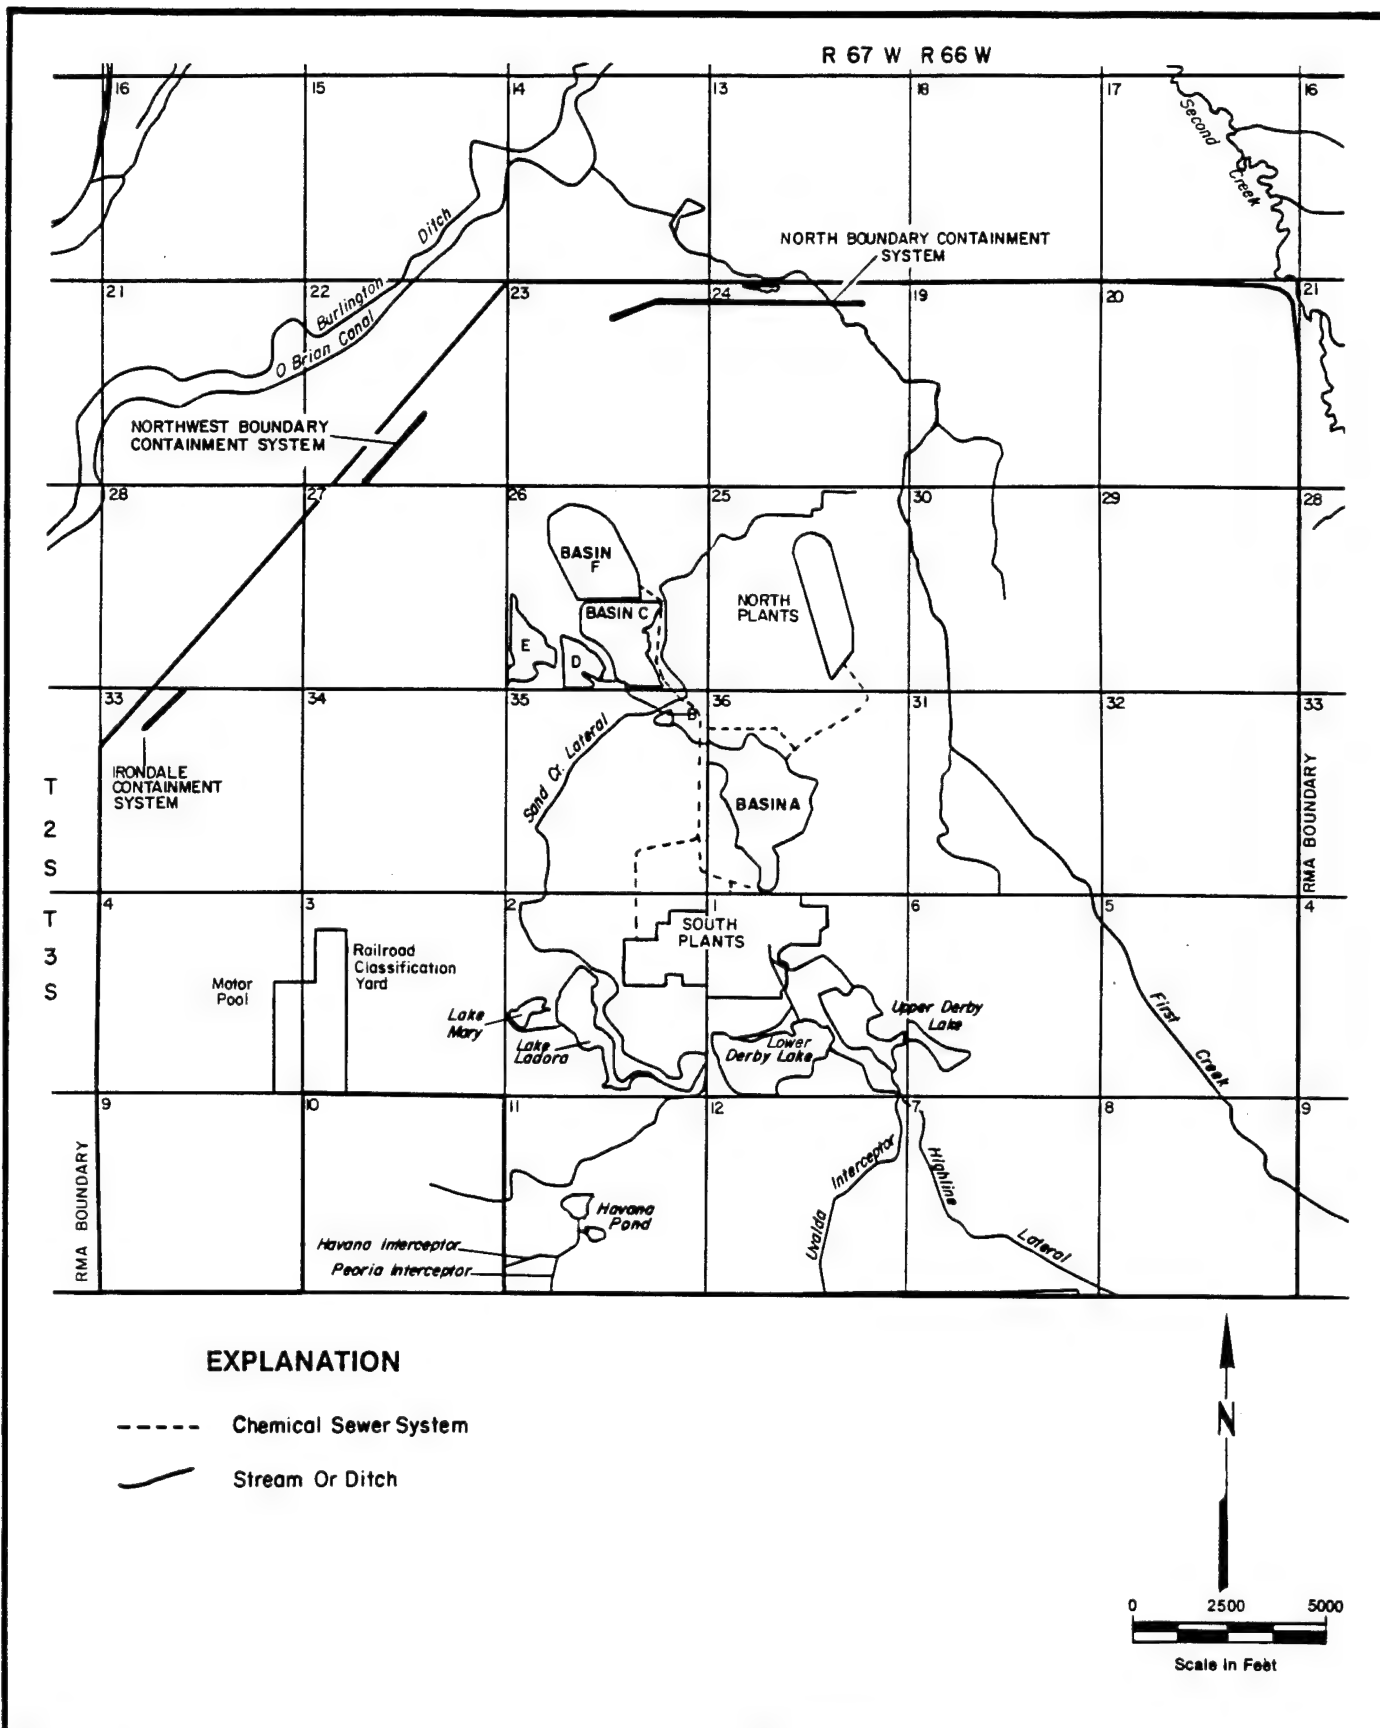 R 67 W R 66 W
16
15
14
13
18
17
16
Second
Creek
Ditch
NORTH BOUNDARY CONTAINMENT
SYSTEM
21
22
23
24
19
20
21
Burlington
O Brian Canal
NORTHWEST BOUNDARY
CONTAINMENT SYSTEM
28
27
26
25
30
29
28
BASIN
F
BASIN C
NORTH
PLANTS
E
D
33
34
35
36
31
32
33
B
Sand Cr. Lateral
IRONDALE
CONTAINMENT
SYSTEM
BASIN A
RMA BOUNDARY
T
2
S
4
3
2
1
6
5
4
T
3
S
SOUTH
PLANTS
Railroad
Classification
Yard
Motor
Pool
Lake
Mary
Lake
Ladora
Lower
Derby Lake
Upper Derby
Lake
First
Creek
9
10
11
12
7
8
9
RMA BOUNDARY
Uvalda
Interceptor
Highline
Lateral
Havana
Pond
Havana Interceptor
Peoria Interceptor
EXPLANATION
Chemical Sewer System
Stream Or Ditch
N
0 2500 5000
Scale In Feet